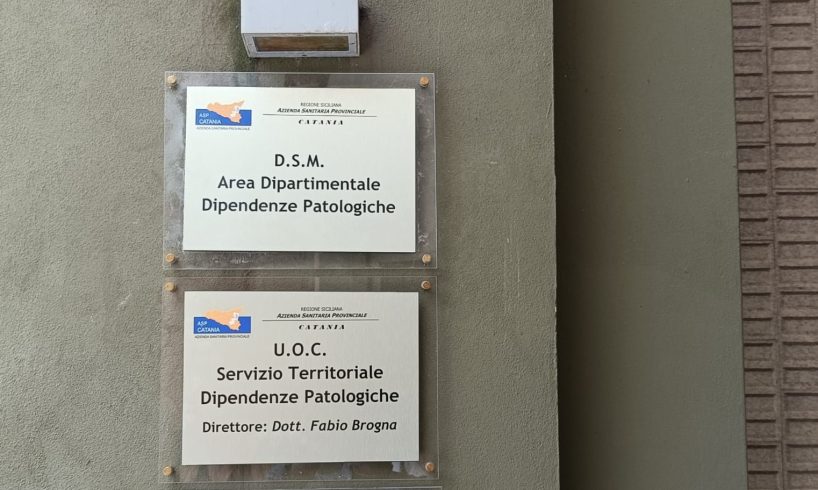 ASP
CATANIA
AZIENDA SANITARIA PROVINCIALE
REGIONE SICILIANA
AZIENDA SANITARIA PROVINCIALE
CATANIA
D.S.M.
Area Dipartimentale
Dipendenze Patologiche
ASP
CATANIA
AZIENDA SANITARIA PROVINCIALE
REGIONE SICILIANA
AZIENDA SANITARIA PROVINCIALE
CATANIA
U.O.C.
Servizio Territoriale
Dipendenze Patologiche
Direttore: Dott. Fabio Brogna